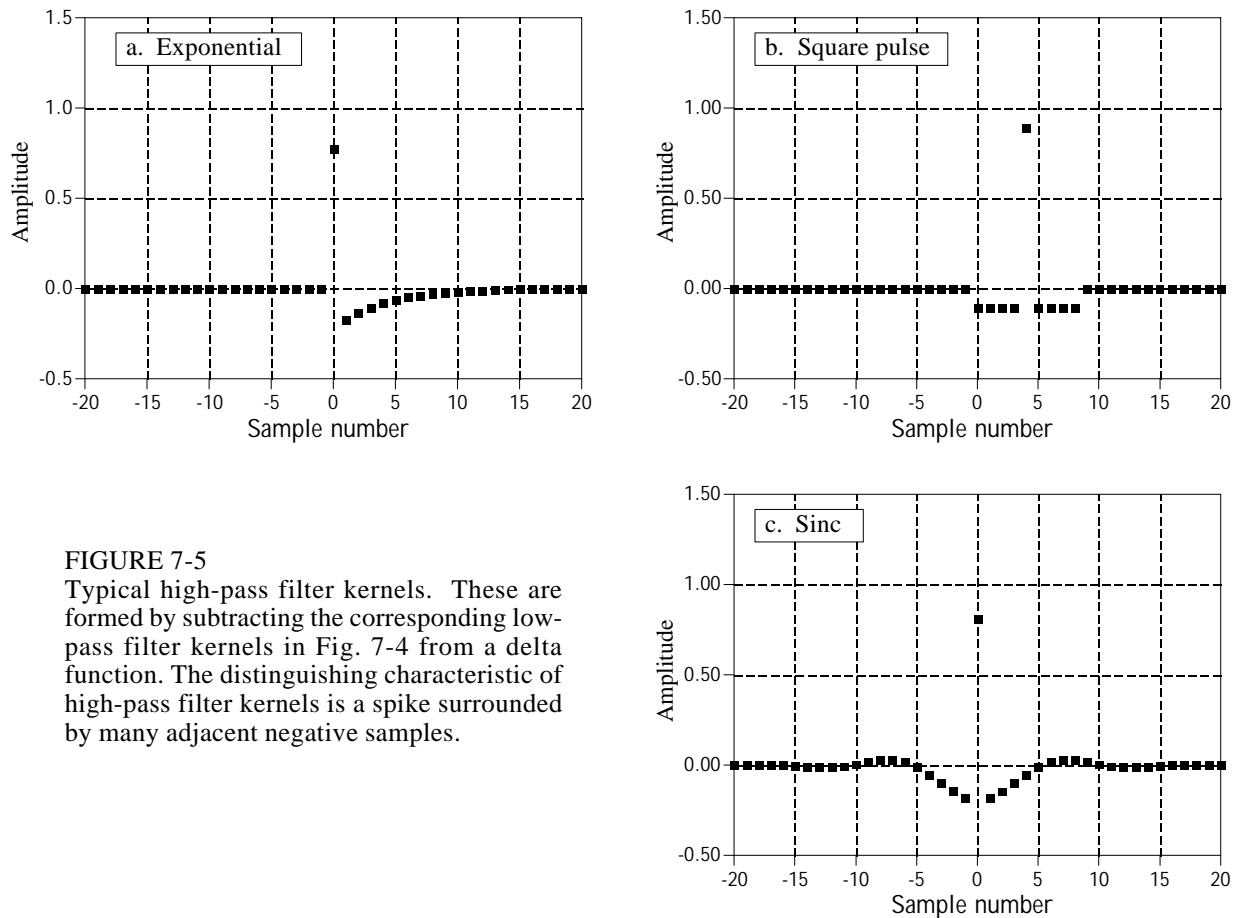 a. Exponential
1.5
1.0
0.5
0.0
-0.5
Amplitude
-20 -15 -10 -5 0 5 10 15 20
Sample number
b. Square pulse
1.50
1.00
0.50
0.00
-0.50
Amplitude
-20 -15 -10 -5 0 5 10 15 20
Sample number
FIGURE 7-5
Typical high-pass filter kernels. These are
formed by subtracting the corresponding low-
pass filter kernels in Fig. 7-4 from a delta
function. The distinguishing characteristic of
high-pass filter kernels is a spike surrounded
by many adjacent negative samples.
c. Sinc
1.50
1.00
0.50
0.00
-0.50
Amplitude
-20 -15 -10 -5 0 5 10 15 20
Sample number